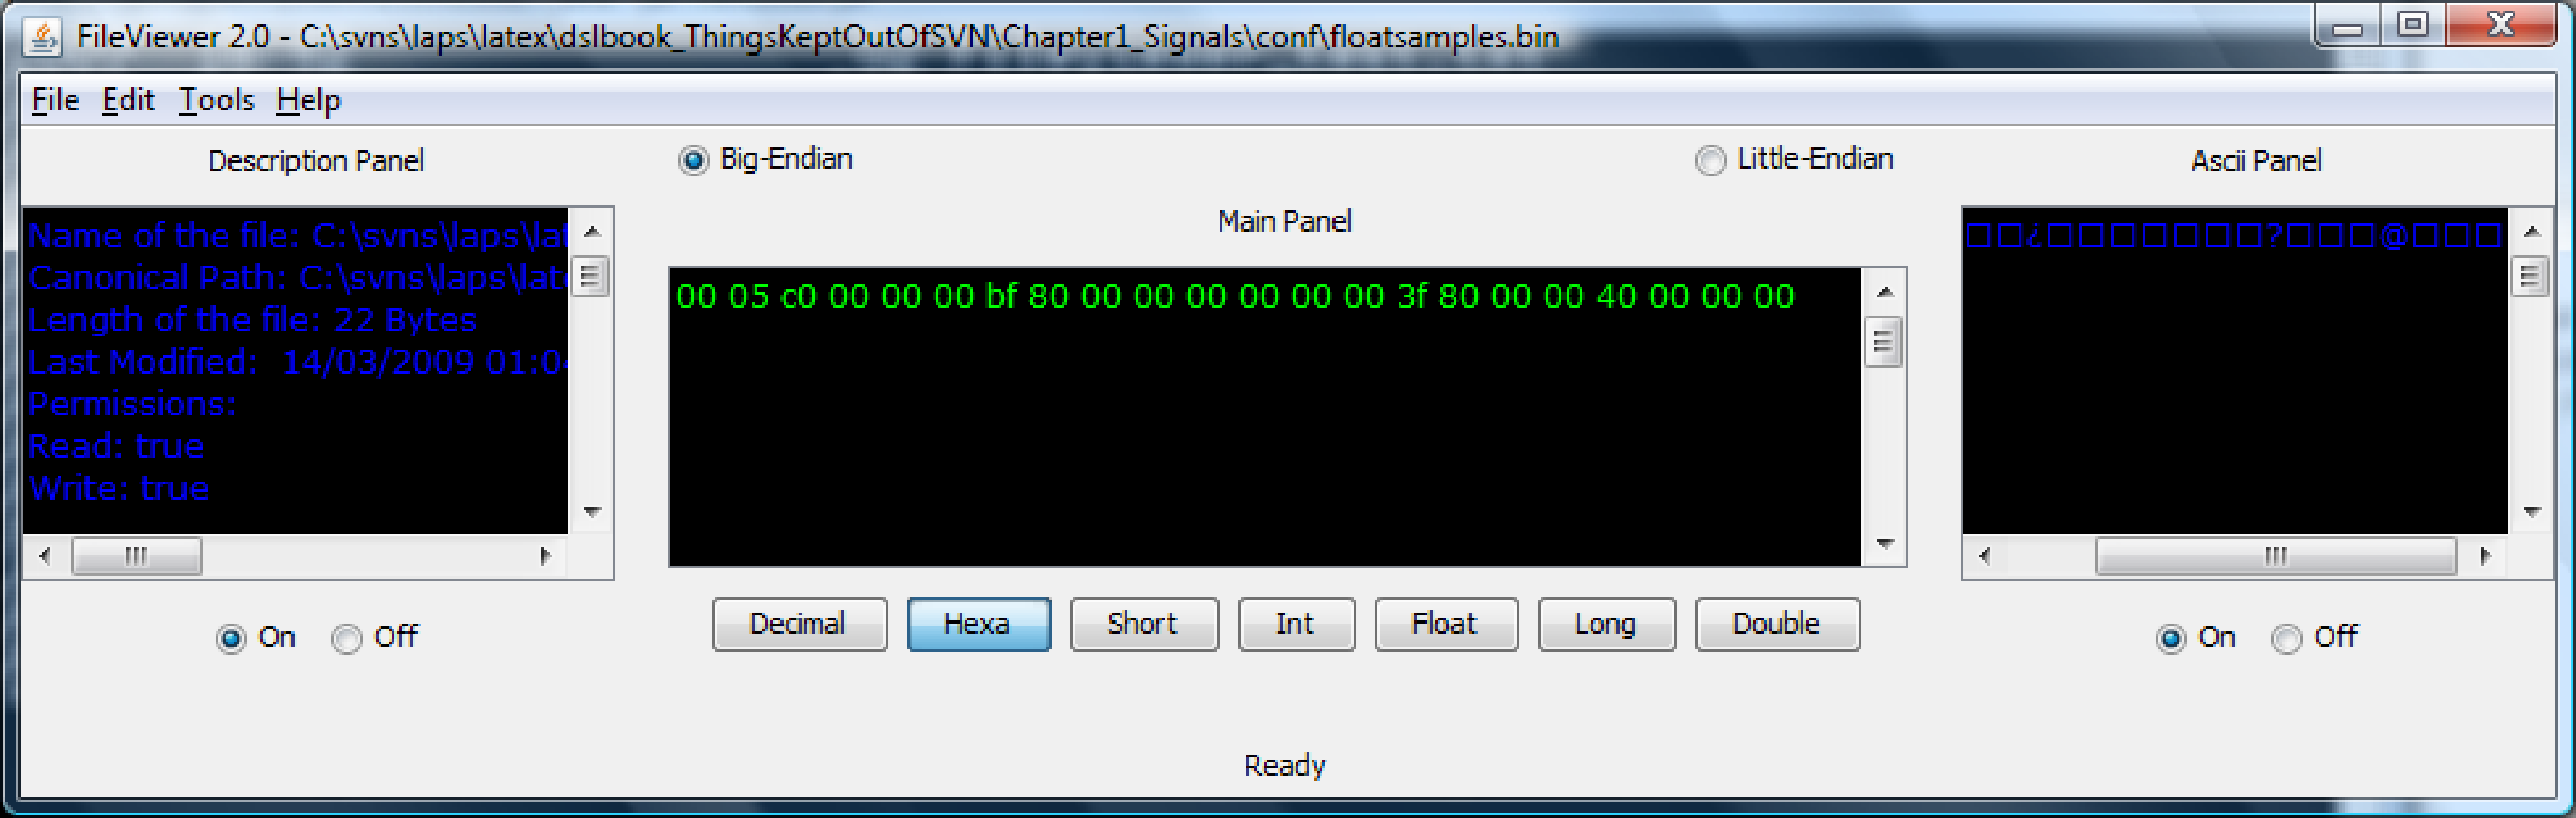 FileViewer 2.0 - C:\svns\laps\latex\dslbook_ThingsKeptOutOfSVN\Chapter1_Signals\conf\floatsamples.bin
File Edit Tools Help
Description Panel
Big-Endian
Little-Endian
Ascii Panel
Main Panel
Name of the file: C:\svns\laps\lat
Canonical Path: C:\svns\laps\late
Length of the file: 22 Bytes
Last Modified:  14/03/2009 01:04
Permissions:
Read: true
Write: true
00 05 c0 00 00 00 bf 80 00 00 00 00 00 00 3f 80 00 00 40 00 00 00
□□¿□□□□□□□?□□□@□□□
Decimal Hexa Short Int Float Long Double
On Off
On Off
Ready